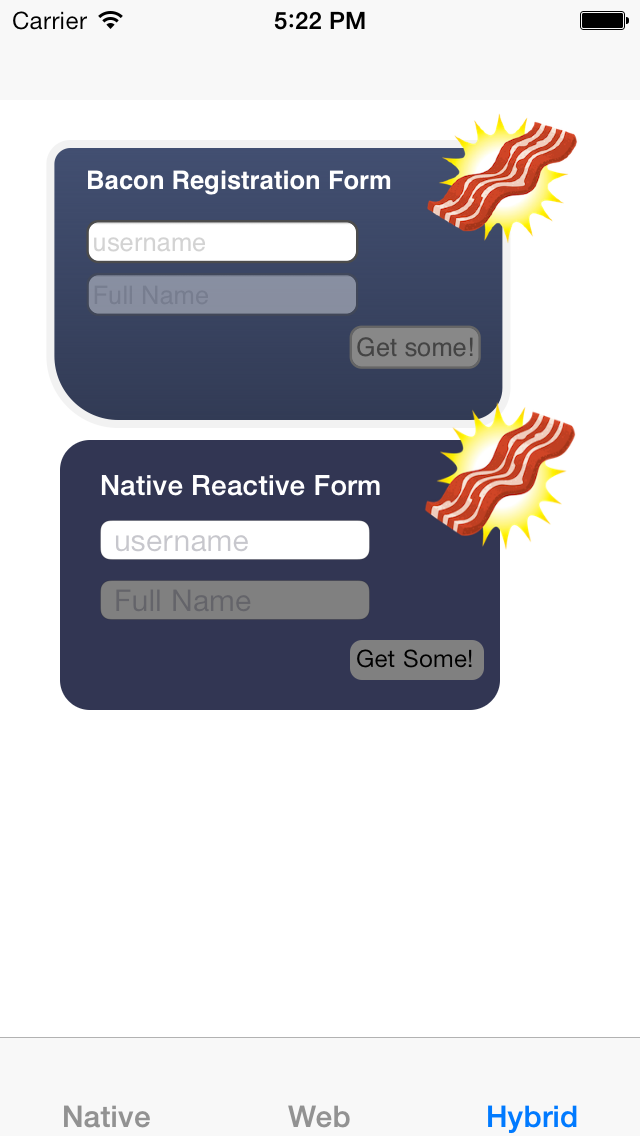 Carrier 5:22 PM
Bacon Registration Form
username
Full Name
Get some!
Native Reactive Form
username
Full Name
Get Some!
Native Web Hybrid